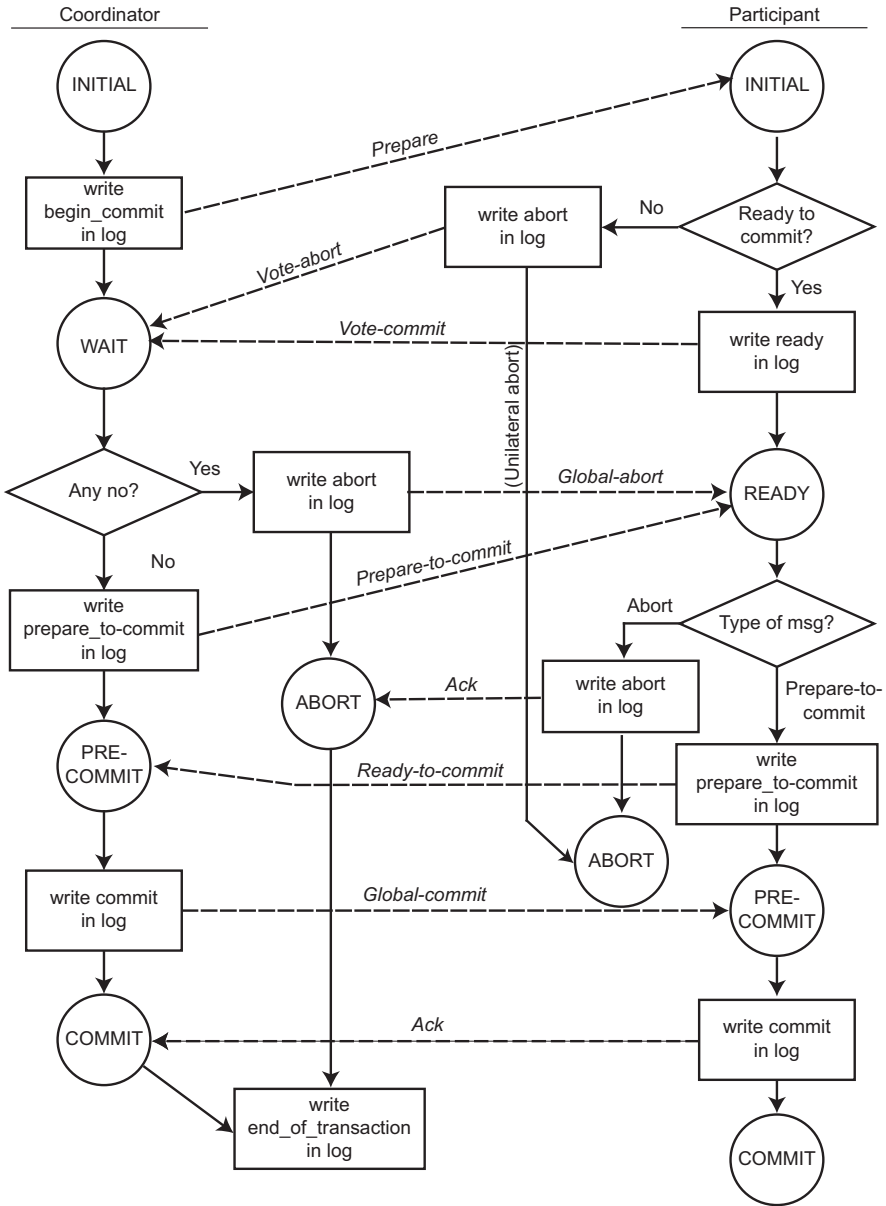 Coordinator
Participant
INITIAL
INITIAL
Prepare
write
begin_commit
in log
write abort
in log
No
Ready to
commit?
Vote-abort
Yes
WAIT
Vote-commit
write ready
in log
(Unilateral abort)
Any no?
Yes
write abort
in log
Global-abort
READY
No
Prepare-to-commit
write
prepare_to-commit
in log
Abort
Type of msg?
ABORT
Ack
write abort
in log
Prepare-to-
commit
PRE-
COMMIT
Ready-to-commit
write
prepare_to-commit
in log
ABORT
write commit
in log
Global-commit
PRE-
COMMIT
COMMIT
Ack
write commit
in log
write
end_of_transaction
in log
COMMIT